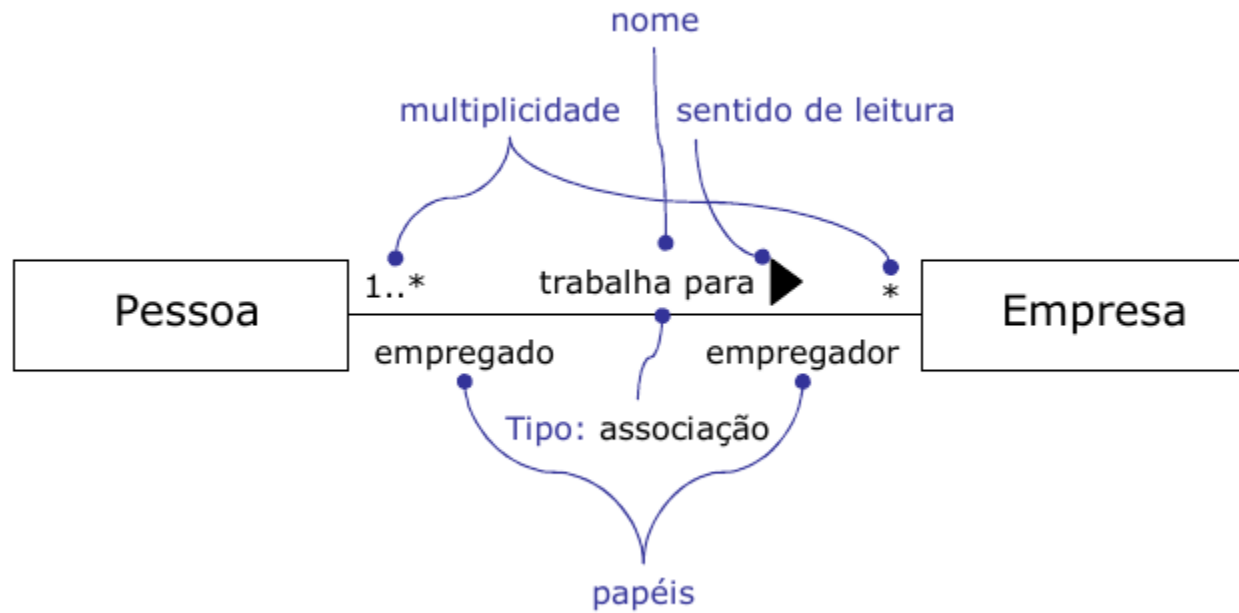 nome
multiplicidade
sentido de leitura
Pessoa
1..*
trabalha para
*
Empresa
empregado
empregador
Tipo: associação
papéis